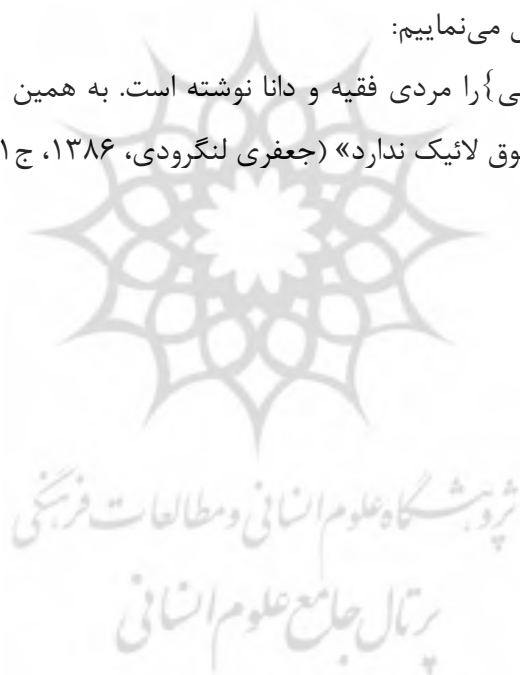 می‌نماییم:
ی}را مردی فقیه و دانا نوشته است. به همین
وق لائیک ندارد» (جعفری لنگرودی، ۱۳۸۶، ج۱
پژوهشگاه علوم انسانی و مطالعات فرهنگی
پرتال جامع علوم انسانی